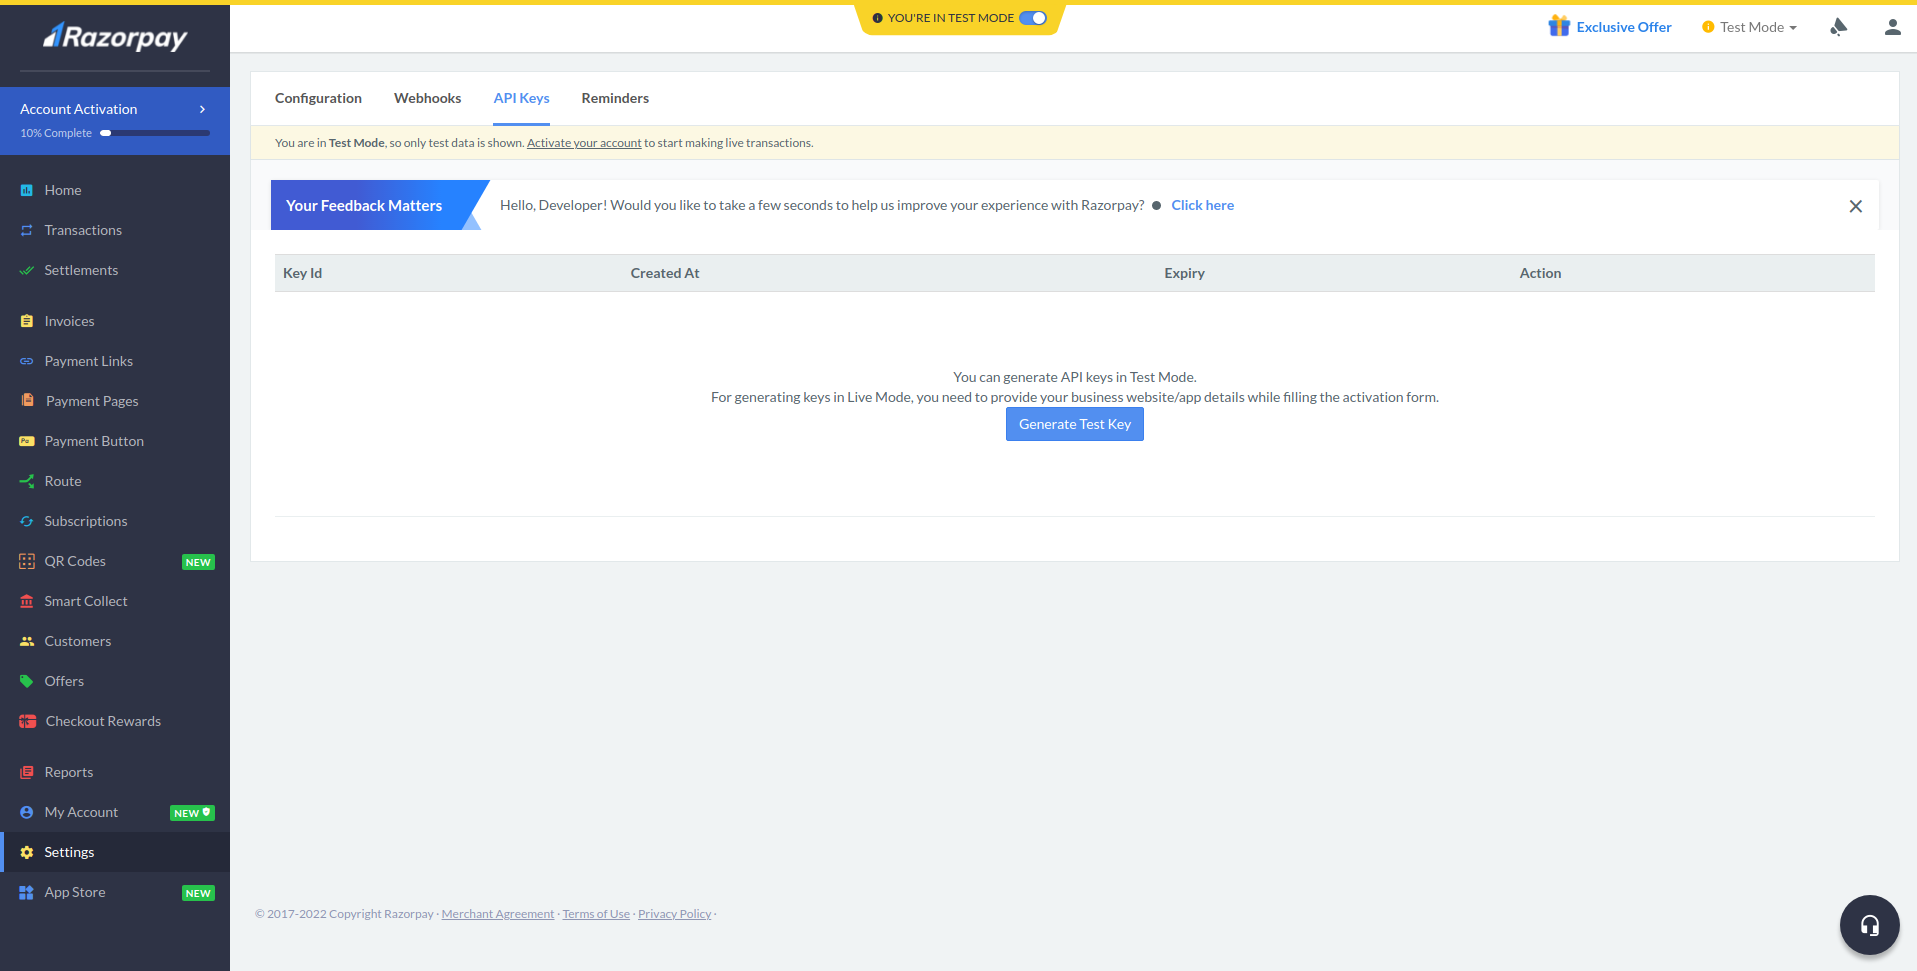 Razorpay
Account Activation
10% Complete
Home
Transactions
Settlements
Invoices
Payment Links
Payment Pages
Payment Button
Route
Subscriptions
QR Codes NEW
Smart Collect
Customers
Offers
Checkout Rewards
Reports
My Account NEW
Settings
App Store NEW
YOU'RE IN TEST MODE
Exclusive Offer Test Mode
Configuration Webhooks API Keys Reminders
You are in Test Mode, so only test data is shown. Activate your account to start making live transactions.
Your Feedback Matters Hello, Developer! Would you like to take a few seconds to help us improve your experience with Razorpay? ● Click here
Key Id Created At Expiry Action
You can generate API keys in Test Mode.
For generating keys in Live Mode, you need to provide your business website/app details while filling the activation form.
Generate Test Key
© 2017-2022 Copyright Razorpay · Merchant Agreement · Terms of Use · Privacy Policy ·